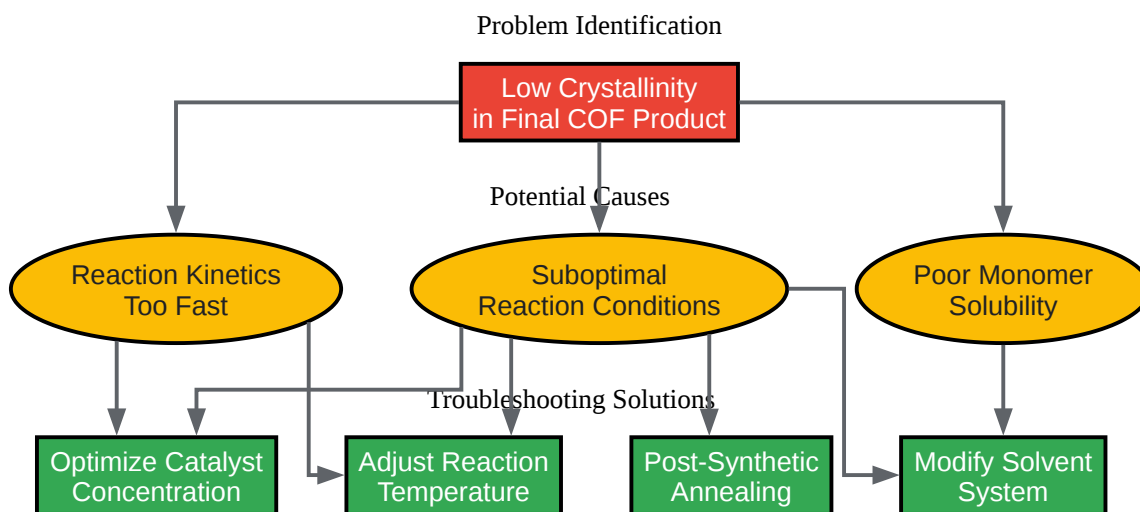 Problem Identification
Low Crystallinity
in Final COF Product
Potential Causes
Reaction Kinetics
Too Fast
Suboptimal
Reaction Conditions
Poor Monomer
Solubility
Troubleshooting Solutions
Optimize Catalyst
Concentration
Adjust Reaction
Temperature
Post-Synthetic
Annealing
Modify Solvent
System